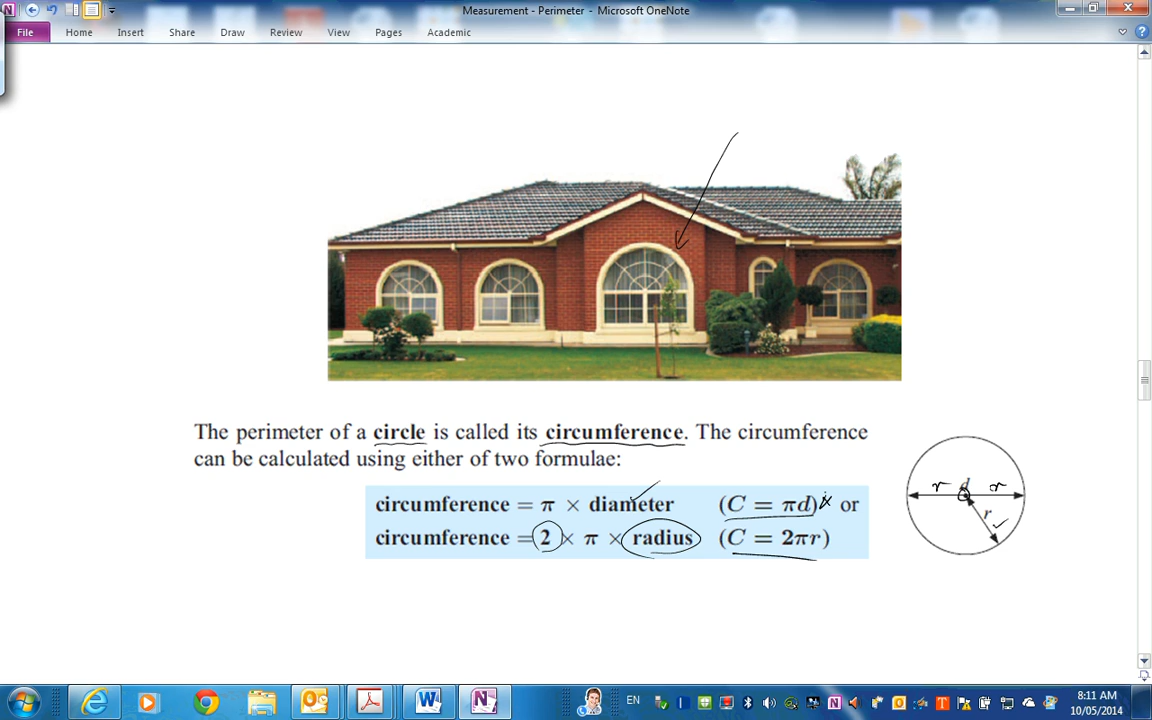 Measurement - Perimeter - Microsoft OneNote
File Home Insert Share Draw Review View Pages Academic
The perimeter of a circle is called its circumference. The circumference
can be calculated using either of two formulae:
circumference = π × diameter (C = πd)* or
circumference = 2 × π × radius (C = 2πr)
r d r
r
EN
8:11 AM
10/05/2014